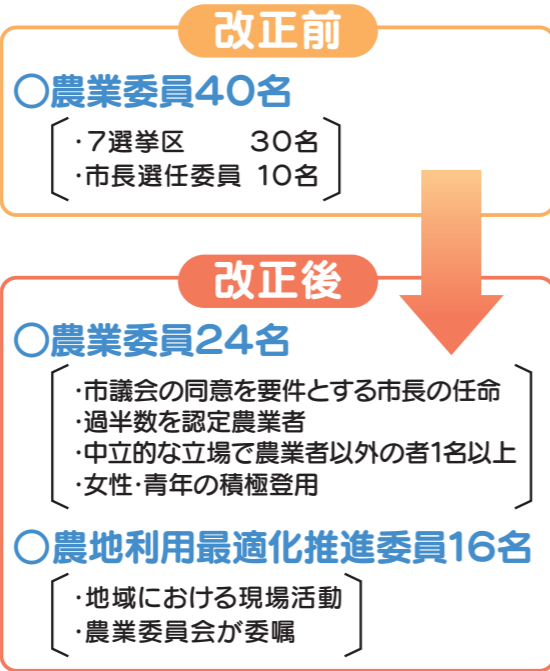 改正前
○農業委員40名
・7選挙区 30名
・市長選任委員 10名
改正後
○農業委員24名
・市議会の同意を要件とする市長の任命
・過半数を認定農業者
・中立的な立場で農業者以外の者1名以上
・女性・青年の積極登用
○農地利用最適化推進委員16名
・地域における現場活動
・農業委員会が委嘱